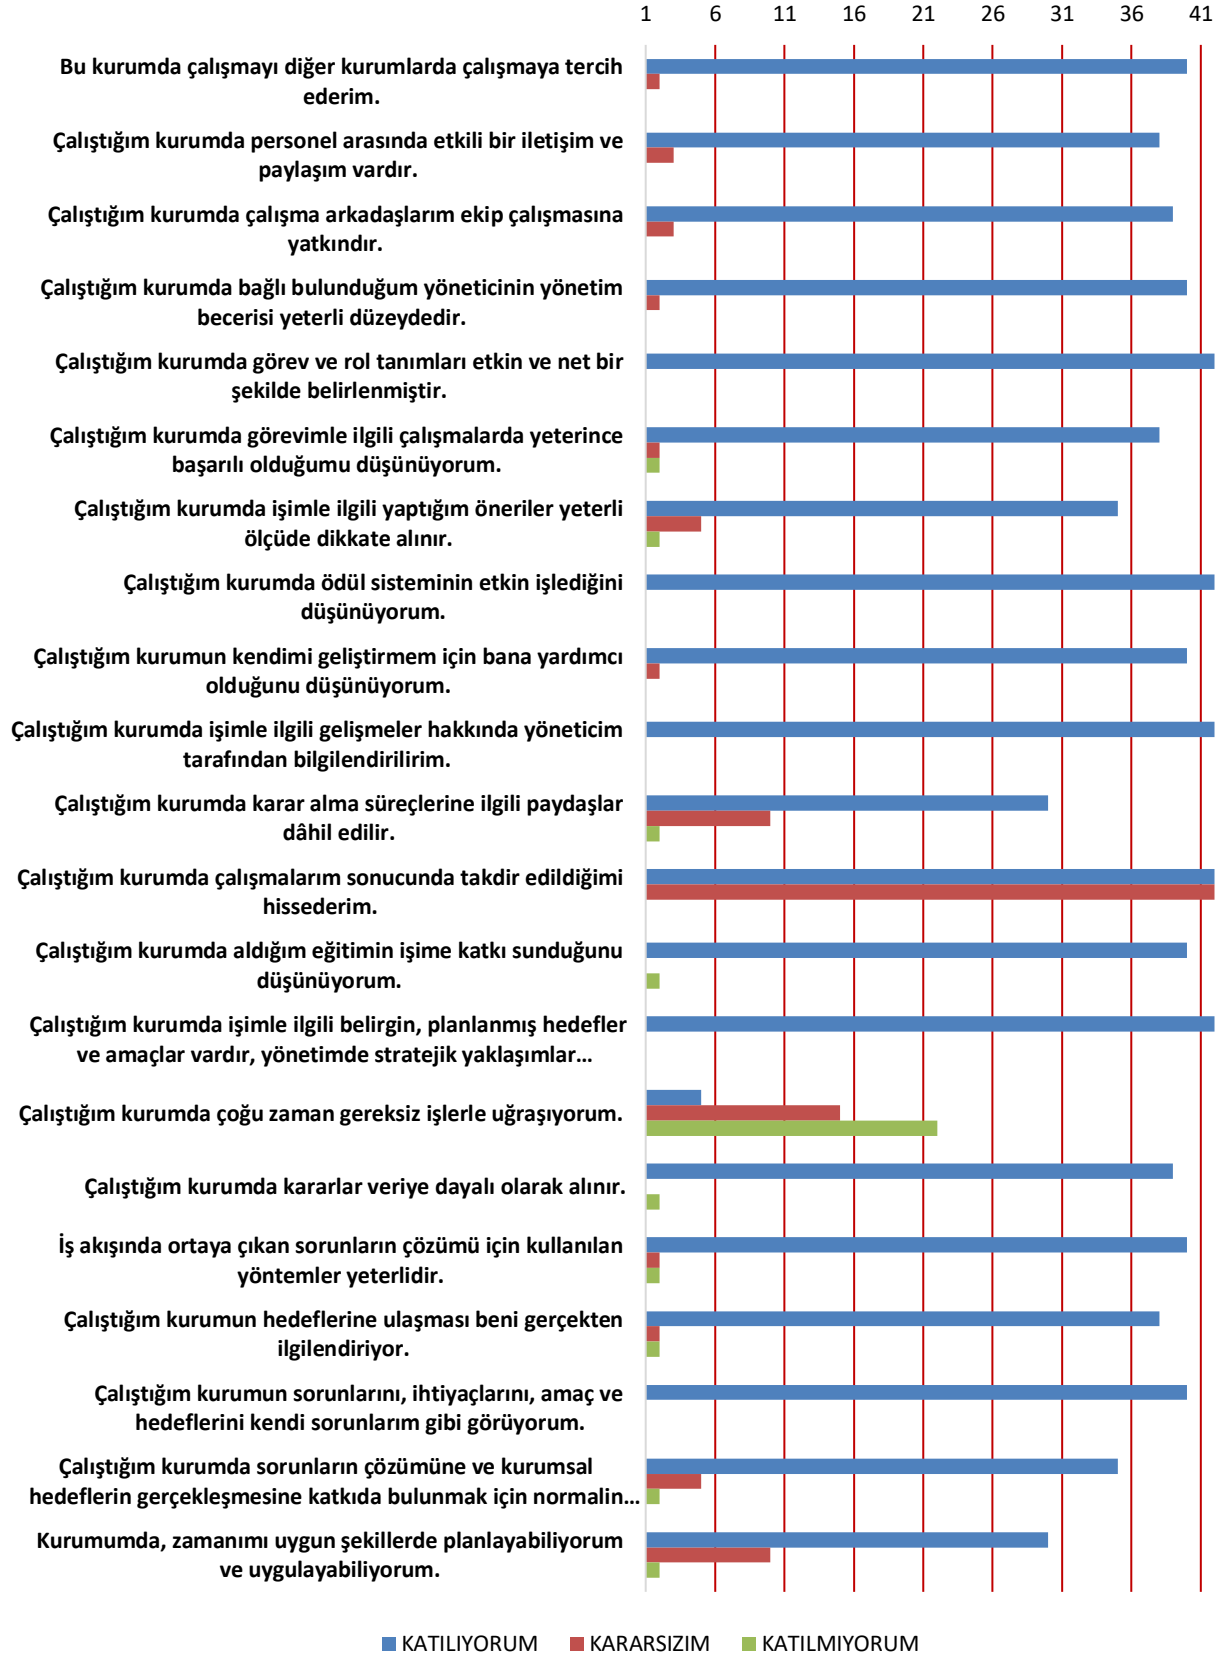 1 6 11 16 21 26 31 36 41
Bu kurumda çalışmayı diğer kurumlarda çalışmaya tercih
ederim.
Çalıştığım kurumda personel arasında etkili bir iletişim ve
paylaşım vardır.
Çalıştığım kurumda çalışma arkadaşlarım ekip çalışmasına
yatkındır.
Çalıştığım kurumda bağlı bulunduğum yöneticinin yönetim
becerisi yeterli düzeydedir.
Çalıştığım kurumda görev ve rol tanımları etkin ve net bir
şekilde belirlenmiştir.
Çalıştığım kurumda görevimle ilgili çalışmalarda yeterince
başarılı olduğumu düşünüyorum.
Çalıştığım kurumda işimle ilgili yaptığım öneriler yeterli
ölçüde dikkate alınır.
Çalıştığım kurumda ödül sisteminin etkin işlediğini
düşünüyorum.
Çalıştığım kurumun kendimi geliştirmem için bana yardımcı
olduğunu düşünüyorum.
Çalıştığım kurumda işimle ilgili gelişmeler hakkında yöneticim
tarafından bilgilendirilirim.
Çalıştığım kurumda karar alma süreçlerine ilgili paydaşlar
dâhil edilir.
Çalıştığım kurumda çalışmalarım sonucunda takdir edildiğimi
hissederim.
Çalıştığım kurumda aldığım eğitimin işime katkı sunduğunu
düşünüyorum.
Çalıştığım kurumda işimle ilgili belirgin, planlanmış hedefler
ve amaçlar vardır, yönetimde stratejik yaklaşımlar…
Çalıştığım kurumda çoğu zaman gereksiz işlerle uğraşıyorum.
Çalıştığım kurumda kararlar veriye dayalı olarak alınır.
İş akışında ortaya çıkan sorunların çözümü için kullanılan
yöntemler yeterlidir.
Çalıştığım kurumun hedeflerine ulaşması beni gerçekten
ilgilendiriyor.
Çalıştığım kurumun sorunlarını, ihtiyaçlarını, amaç ve
hedeflerini kendi sorunlarım gibi görüyorum.
Çalıştığım kurumda sorunların çözümüne ve kurumsal
hedeflerin gerçekleşmesine katkıda bulunmak için normalin…
Kurumumda, zamanımı uygun şekillerde planlayabiliyorum
ve uygulayabiliyorum.
KATILIYORUM KARARSIZIM KATILMIYORUM